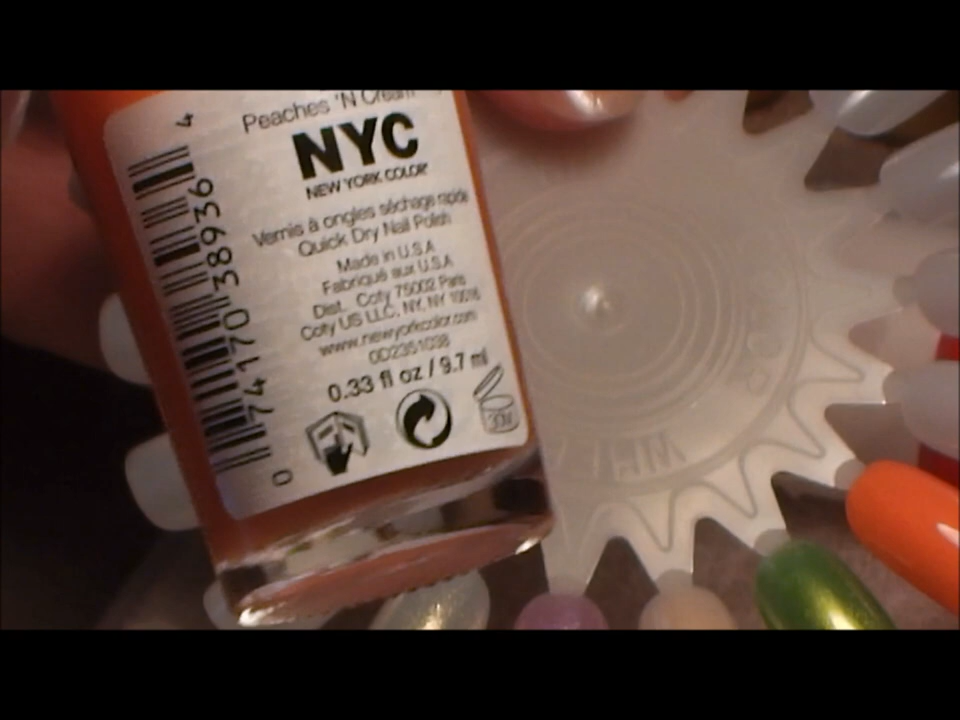 Peaches 'N Cream
NYC
NEW YORK COLOR
Vernis à ongles séchage rapide
Quick Dry Nail Polish
Made in U.S.A
Fabriqué aux U.S.A
Dist. Coty 75002 Paris
Coty US LLC, NY, NY 10016
www.newyorkcolor.com
0D2351038
0.33 fl oz / 9.7 ml
0 74170 38936 4